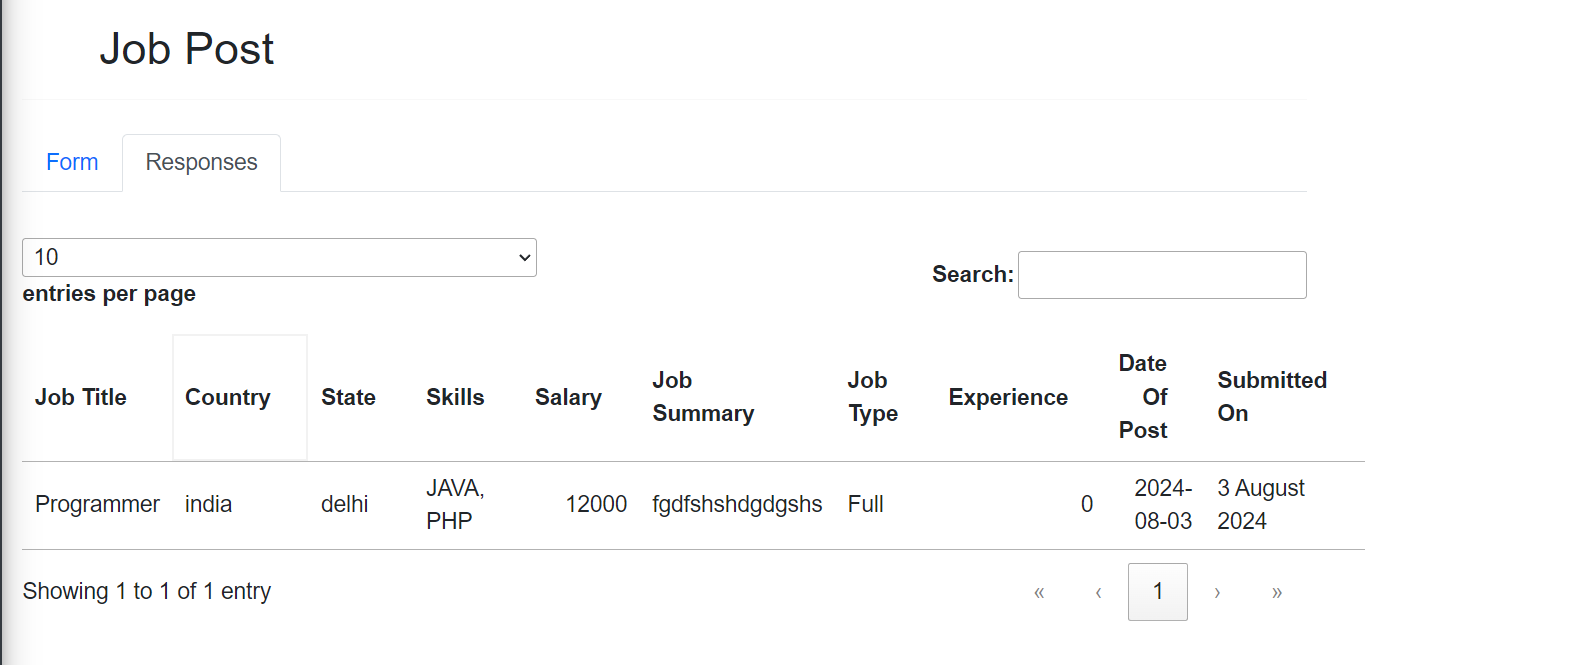 Job Post
Form
Responses
10
entries per page
Search:
Job Title
Country
State
Skills
Salary
Job
Summary
Job
Type
Experience
Date
Of
Post
Submitted
On
Programmer
india
delhi
JAVA,
PHP
12000
fgdfshshdgdgshs
Full
0
2024-
08-03
3 August
2024
Showing 1 to 1 of 1 entry
«
‹
1
›
»